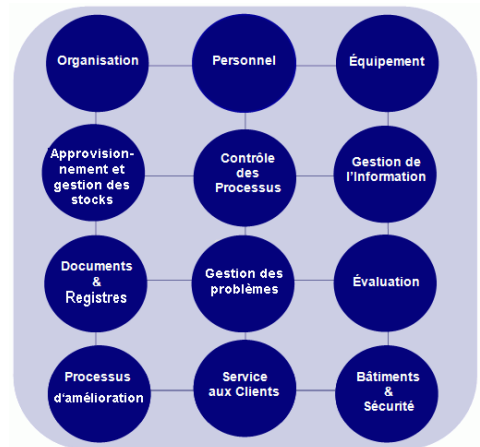 Organisation
Personnel
Équipement
Approvision-
nement et
gestion des
stocks
Contrôle
des
Processus
Gestion de
l'Information
Documents
&
Registres
Gestion des
problèmes
Évaluation
Processus
d'amélioration
Service
aux Clients
Bâtiments
&
Sécurité